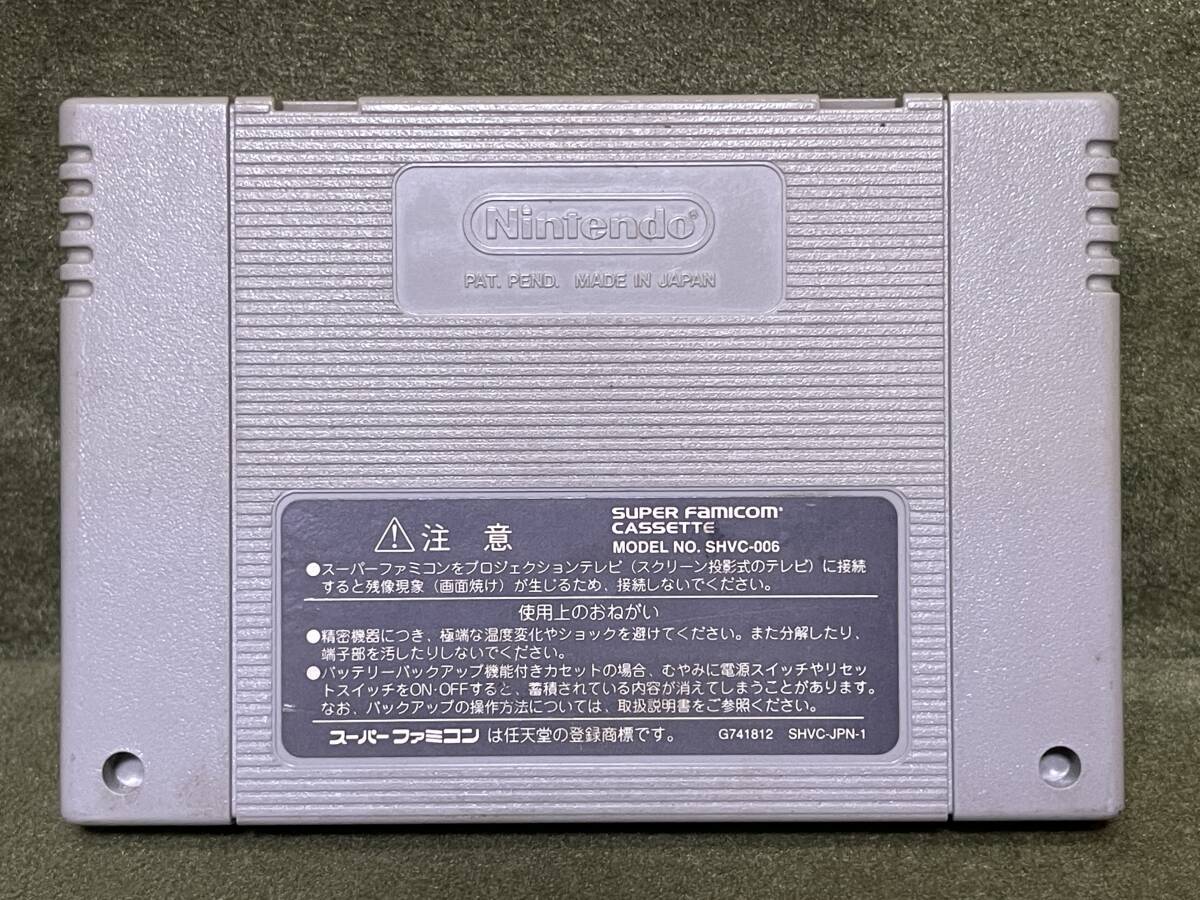 Nintendo®
PAT. PEND. MADE IN JAPAN
SUPER FAMICOM®
CASSETTE
⚠注 意
MODEL NO. SHVC-006
●スーパーファミコンをプロジェクションテレビ（スクリーン投影式のテレビ）に接続
すると残像現象（画面焼け）が生じるため、接続しないでください。
使用上のおねがい
●精密機器につき、極端な温度変化やショックを避けてください。また分解したり、
端子部を汚したりしないでください。
●バッテリーバックアップ機能付きカセットの場合、むやみに電源スイッチやリセッ
トスイッチをON・OFFすると、蓄積されている内容が消えてしまうことがあります。
なお、バックアップの操作方法については、取扱説明書をご参照ください。
スーパーファミコン は任天堂の登録商標です。 G741812 SHVC-JPN-1